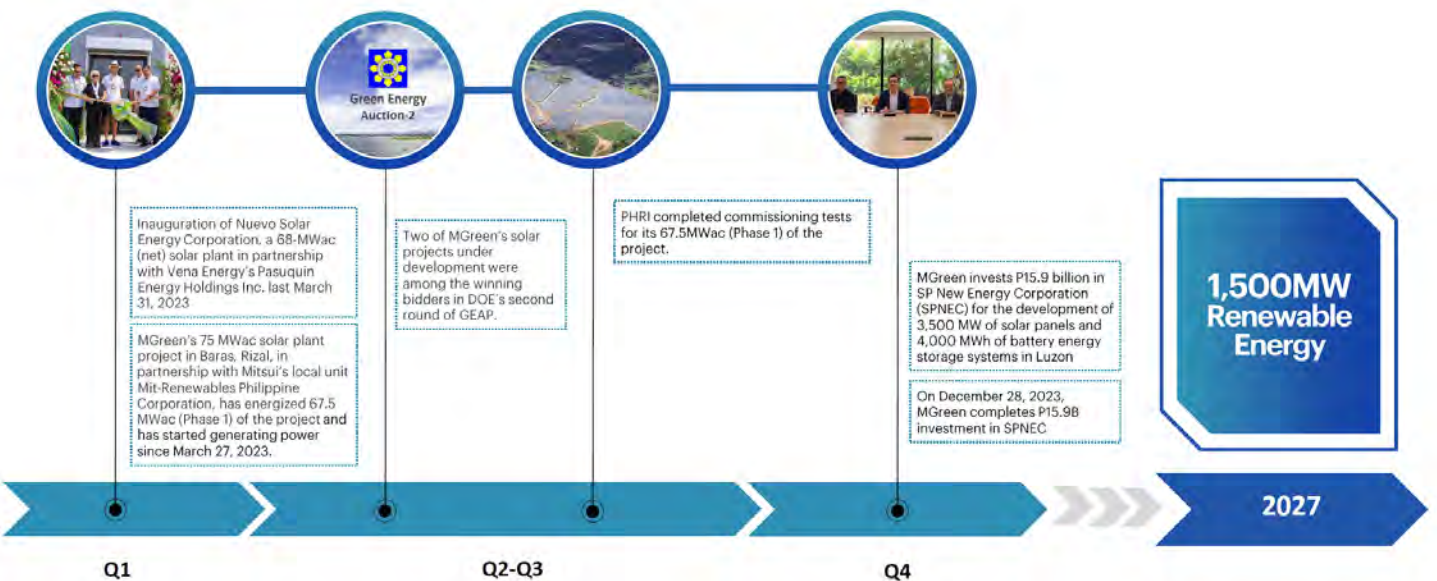 Green Energy
Auction-2
Inauguration of Nuevo Solar
Energy Corporation, a 68-MWac
(net) solar plant in partnership
with Vena Energy's Pasuquin
Energy Holdings Inc. last March
31, 2023
MGreen's 75 MWac solar plant
project in Baras, Rizal, in
partnership with Mitsui's local unit
Mit-Renewables Philippine
Corporation, has energized 67.5
MWac (Phase 1) of the project and
has started generating power
since March 27, 2023.
Two of MGreen's solar
projects under
development were
among the winning
bidders in DOE's second
round of GEAP.
PHRI completed commissioning tests
for its 67.5MWac (Phase 1) of the
project.
MGreen invests P15.9 billion in
SP New Energy Corporation
(SPNEC) for the development of
3,500 MW of solar panels and
4,000 MWh of battery energy
storage systems in Luzon
On December 28, 2023,
MGreen completes P15.9B
investment in SPNEC
1,500MW
Renewable
Energy
2027
Q1
Q2-Q3
Q4